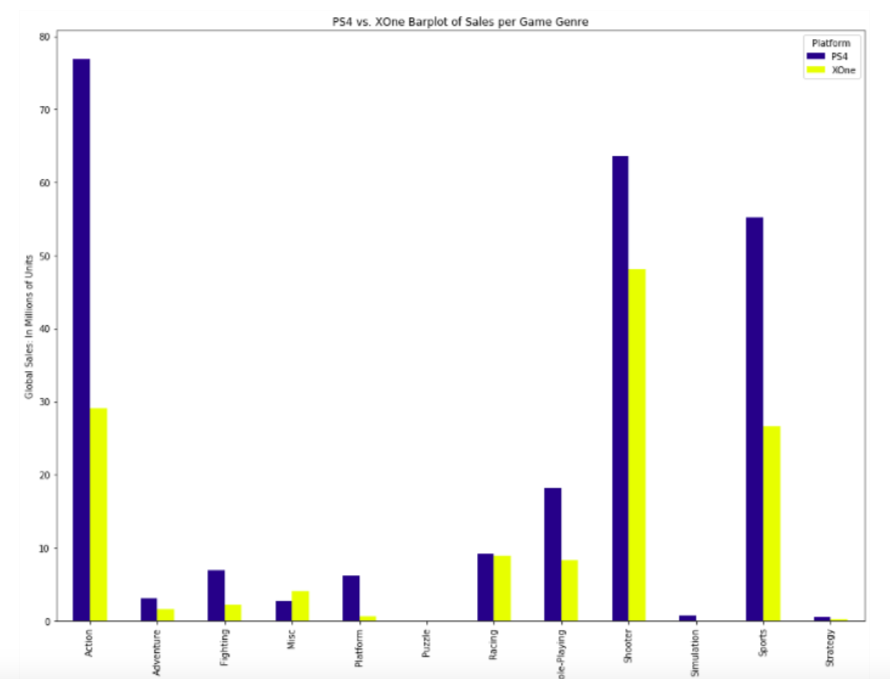 PS4 vs. XOne Barplot of Sales per Game Genre
Platform
PS4
XOne
Global Sales: In Millions of Units
80
70
60
50
40
30
20
10
0
Action
Adventure
Fighting
Misc
Platform
Puzzle
Racing
ole-Playing
Shooter
Simulation
Sports
Strategy